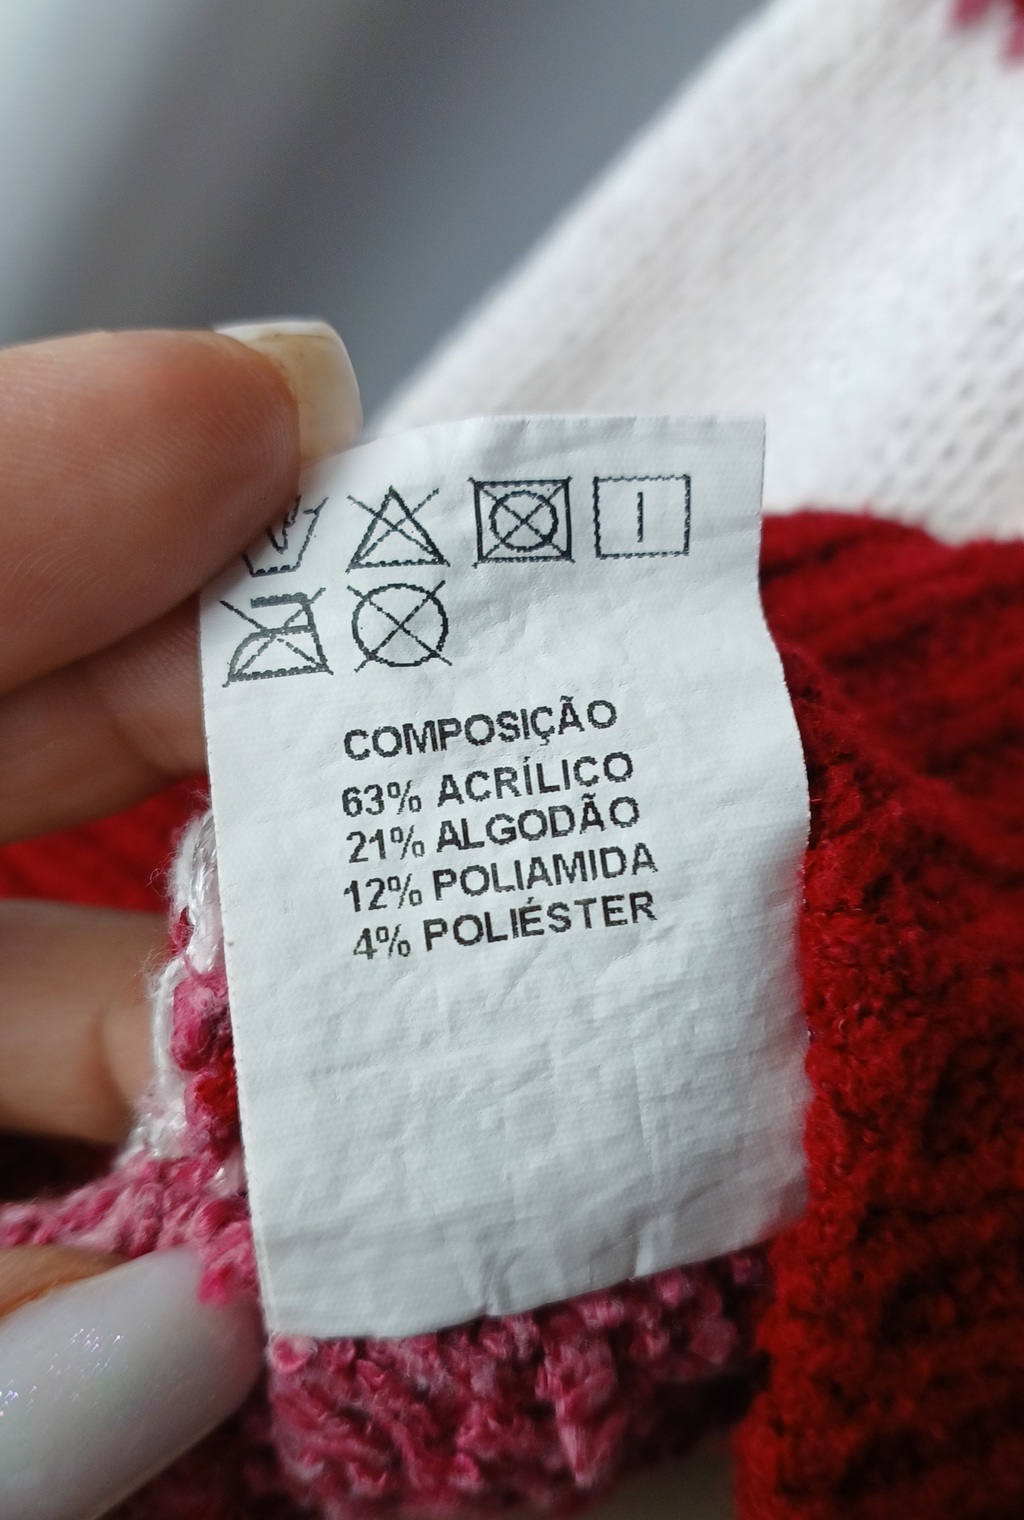 COMPOSIÇÃO
63% ACRÍLICO
21% ALGODÃO
12% POLIAMIDA
4% POLIÉSTER